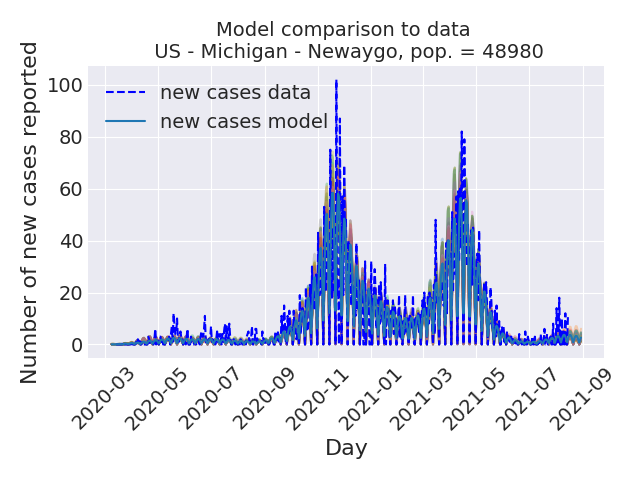 Model comparison to data
US - Michigan - Newaygo, pop. = 48980
Number of new cases reported
100
80
60
40
20
0
new cases data
new cases model
2020-03
2020-05
2020-07
2020-09
2020-11
2021-01
2021-03
2021-05
2021-07
2021-09
Day